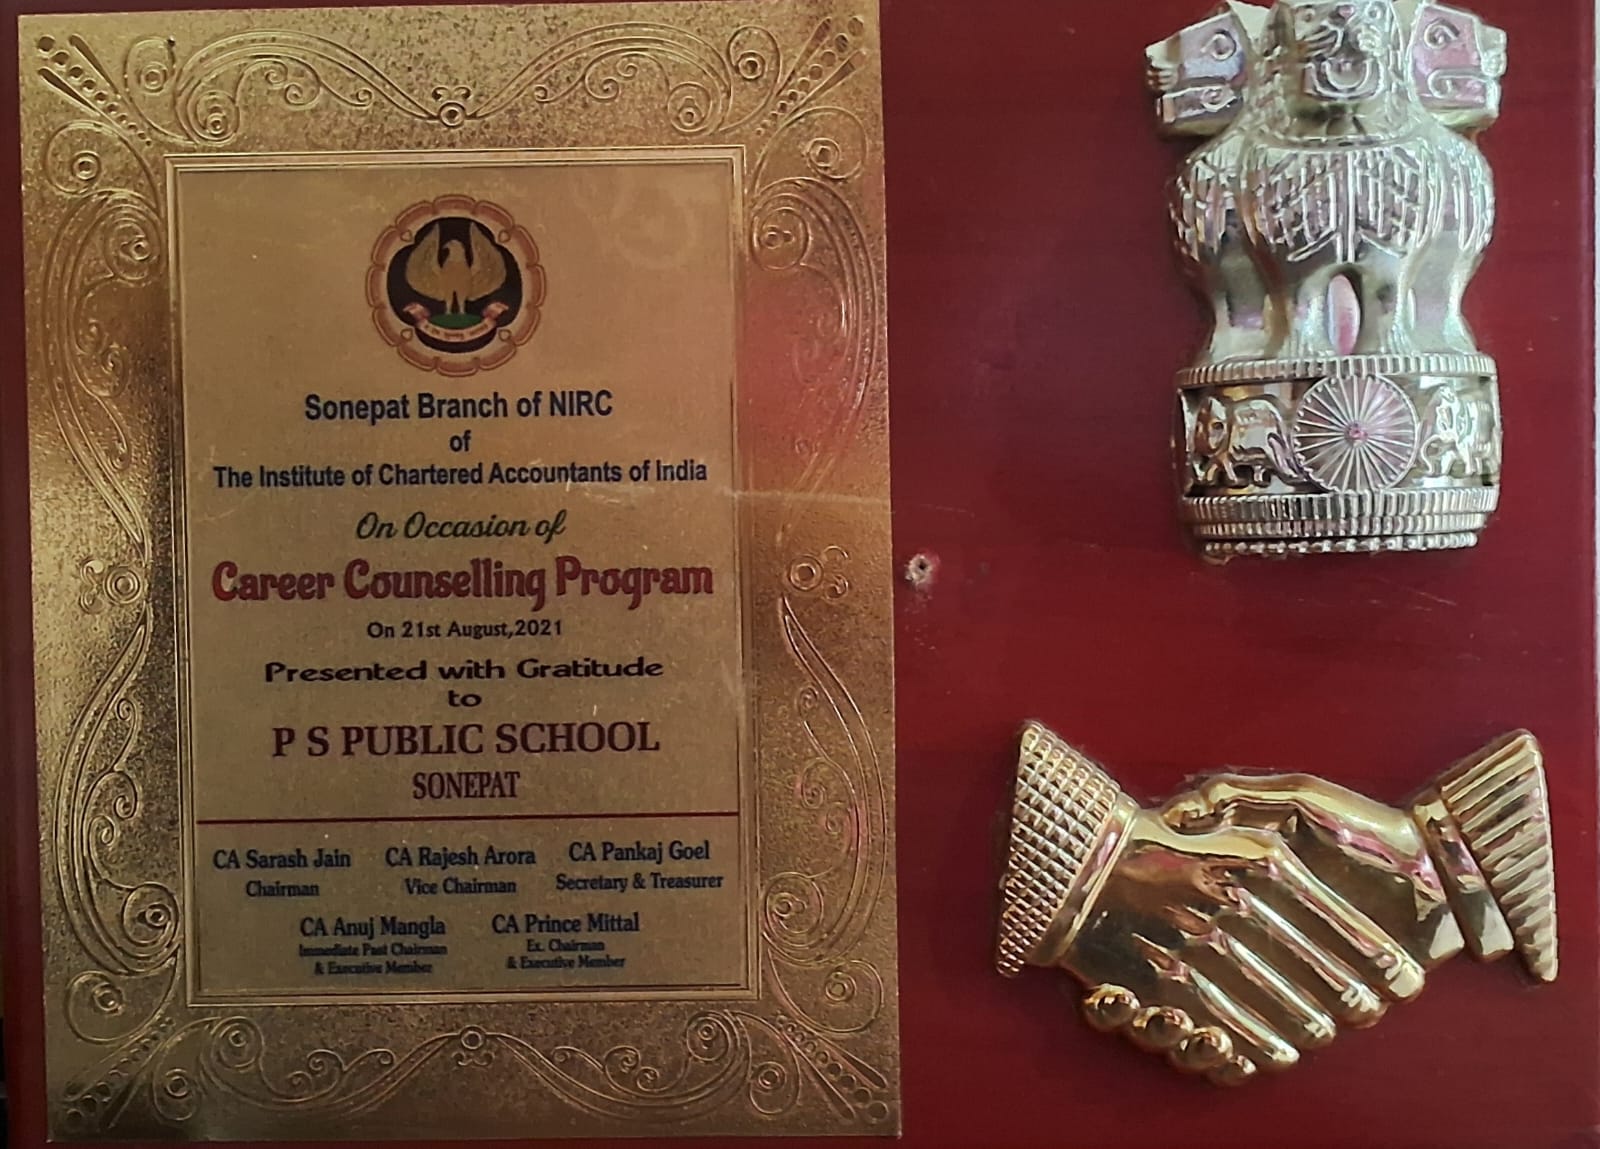 Sonepat Branch of NIRC
of
The Institute of Chartered Accountants of India
On Occasion of
Career Counselling Program
On 21st August,2021
Presented with Gratitude
to
P S PUBLIC SCHOOL
SONEPAT
CA Sarash Jain
Chairman
CA Rajesh Arora
Vice Chairman
CA Pankaj Goel
Secretary & Treasurer
CA Anuj Mangla
Immediate Past Chairman
& Executive Member
CA Prince Mittal
Ex. Chairman
& Executive Member